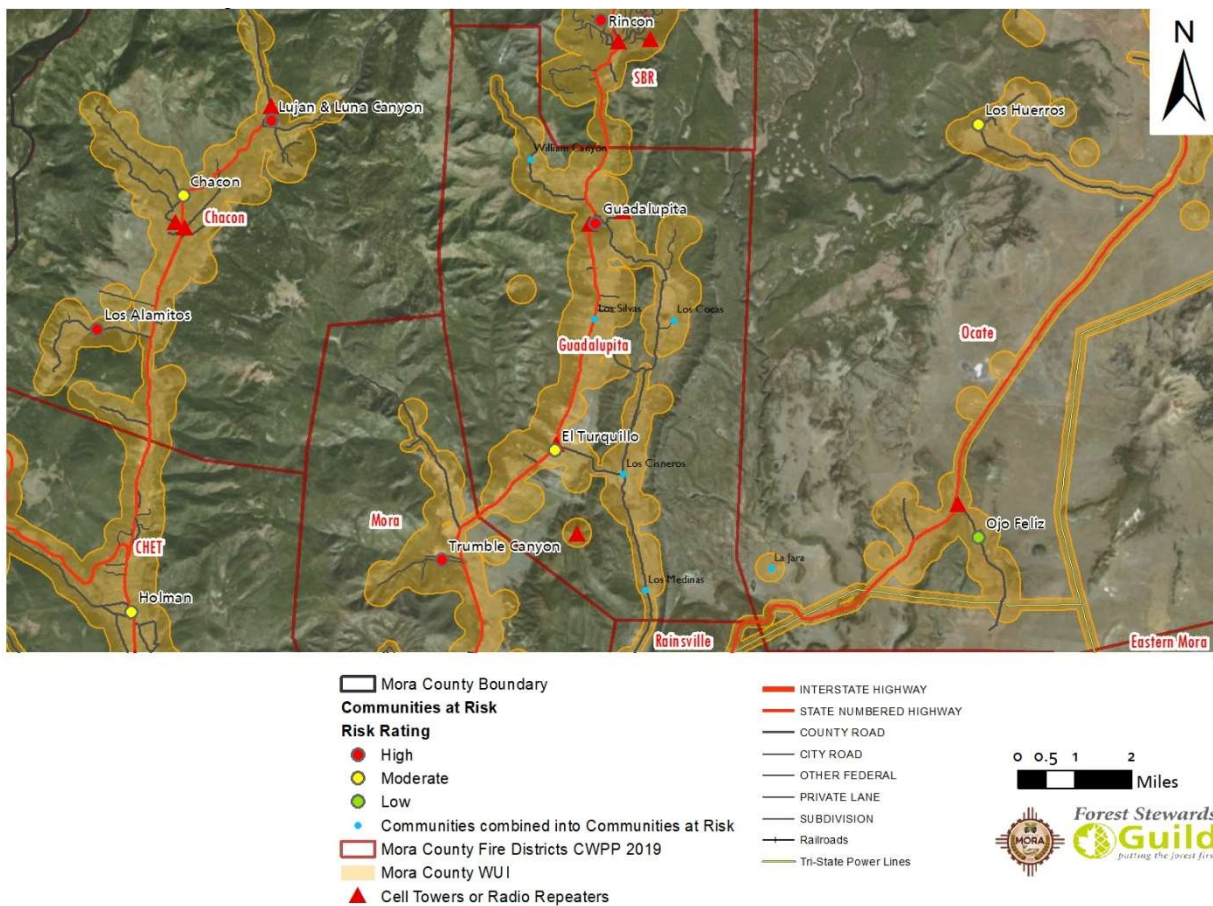 Rincon
N
SBR
Lujan & Luna Canyon
Los Huerros
William Canyon
Chacon
Chacon
Guadalupita
Los Alamitos
Los Silvas
Los Cocas
Guadalupita
Ocate
El Turquillo
Los Cisneros
Mora
Ojo Feliz
CHET
Trumble Canyon
La Jara
Los Medinas
Holman
Rainsville
Eastern Mora
Mora County Boundary
Communities at Risk
Risk Rating
High
Moderate
Low
Communities combined into Communities at Risk
Mora County Fire Districts CWPP 2019
Mora County WUI
Cell Towers or Radio Repeaters
INTERSTATE HIGHWAY
STATE NUMBERED HIGHWAY
COUNTY ROAD
CITY ROAD
OTHER FEDERAL
PRIVATE LANE
SUBDIVISION
Railroads
Tri-State Power Lines
0 0.5 1 2
Miles
MORA
Forest Stewards
Guild
putting the forest first